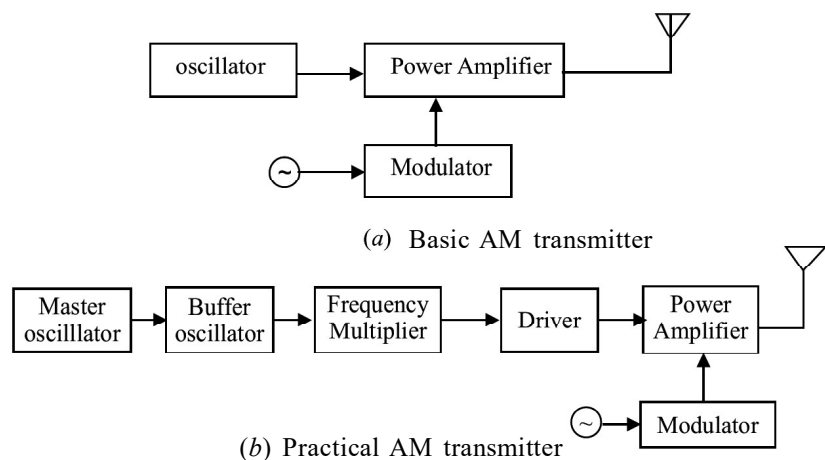 oscillator
Power Amplifier
~
Modulator
(a) Basic AM transmitter
Master
oscilllator
Buffer
oscillator
Frequency
Multiplier
Driver
Power
Amplifier
~
Modulator
(b) Practical AM transmitter